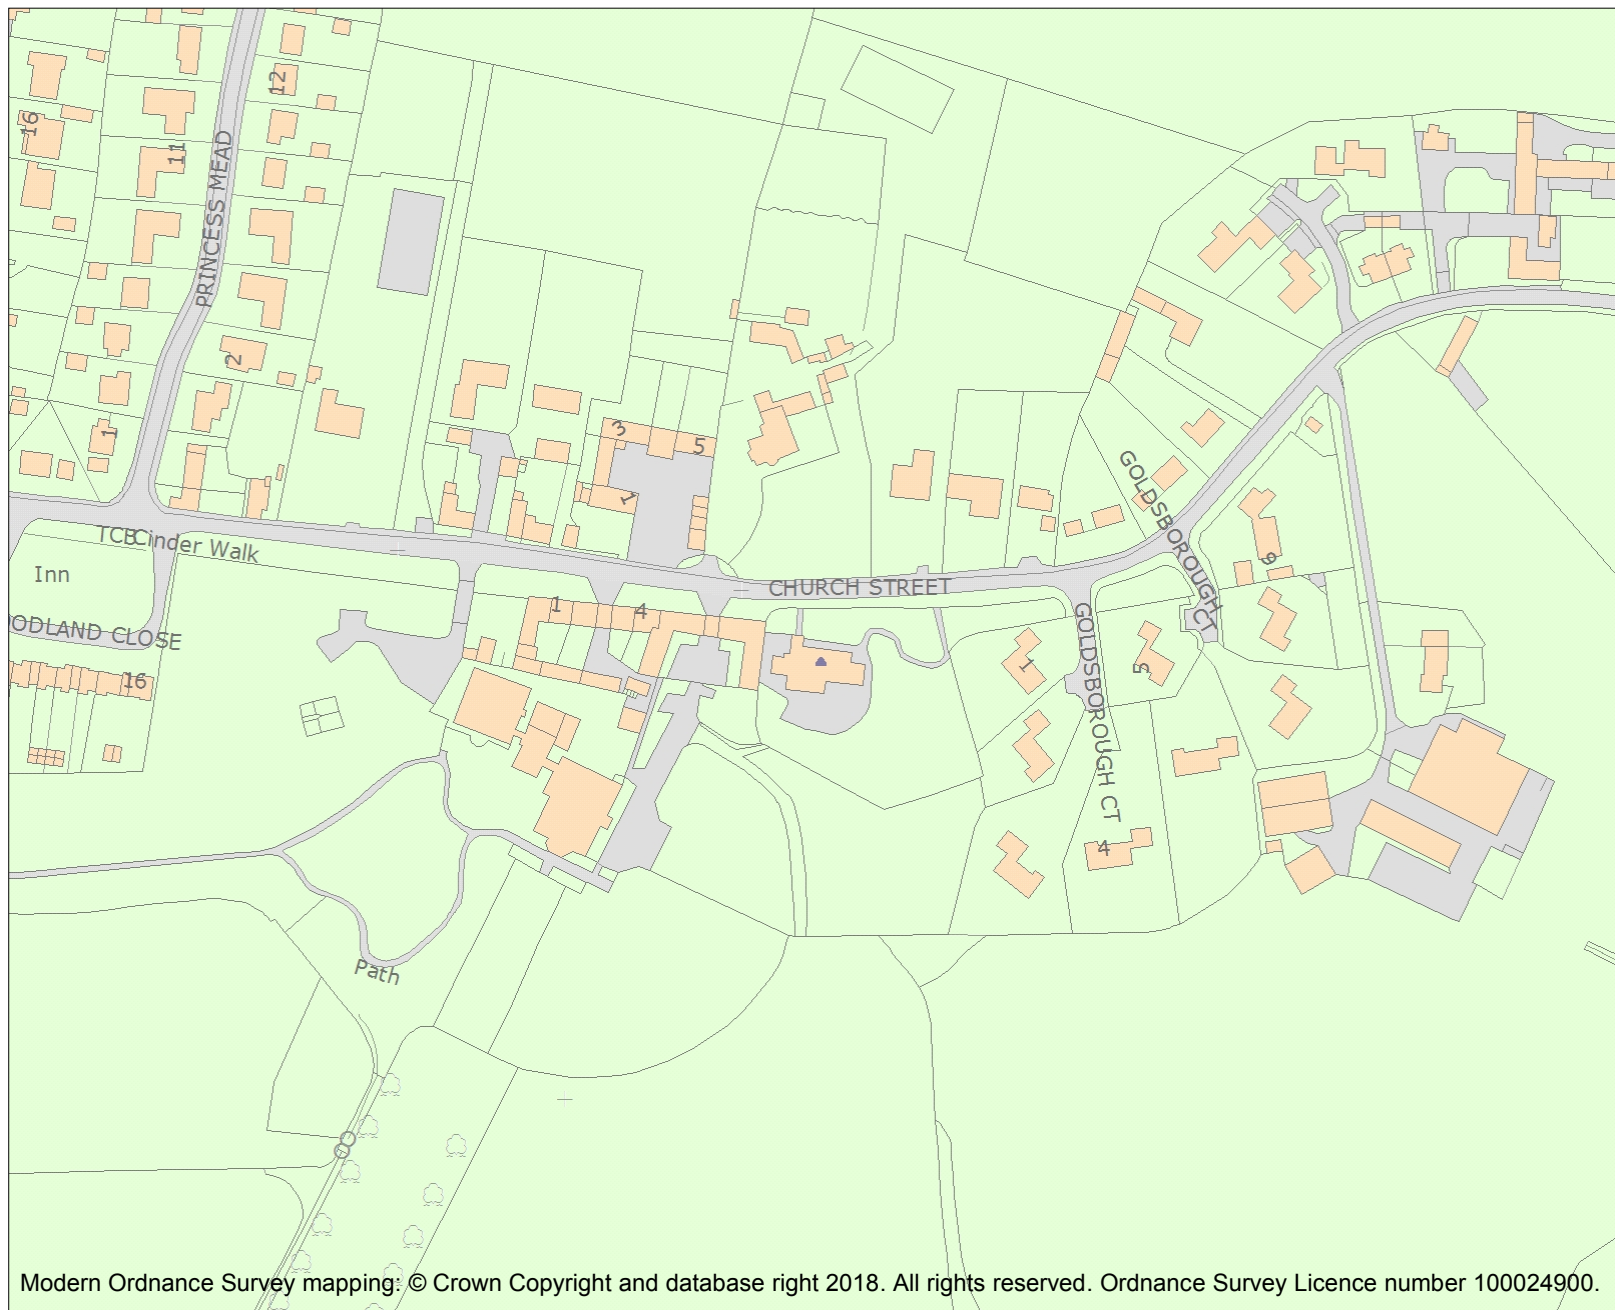 12
16
11
PRINCESS MEAD
2
1
3
5
1
GOLDSBOROUGH CT
TCB
Cinder Walk
9
Inn
CHURCH STREET
1
4
OODLAND CLOSE
GOLDSBOROUGH CT
1
5
16
4
Path
Modern Ordnance Survey mapping: © Crown Copyright and database right 2018. All rights reserved. Ordnance Survey Licence number 100024900.